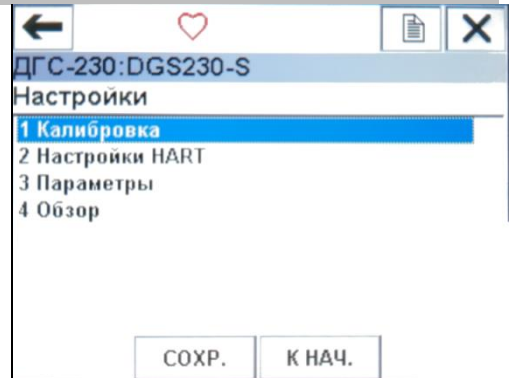 ДГС-230:DGS230-S
Настройки
1 Калибровка
2 Настройки HART
3 Параметры
4 Обзор
СОХР.
К НАЧ.